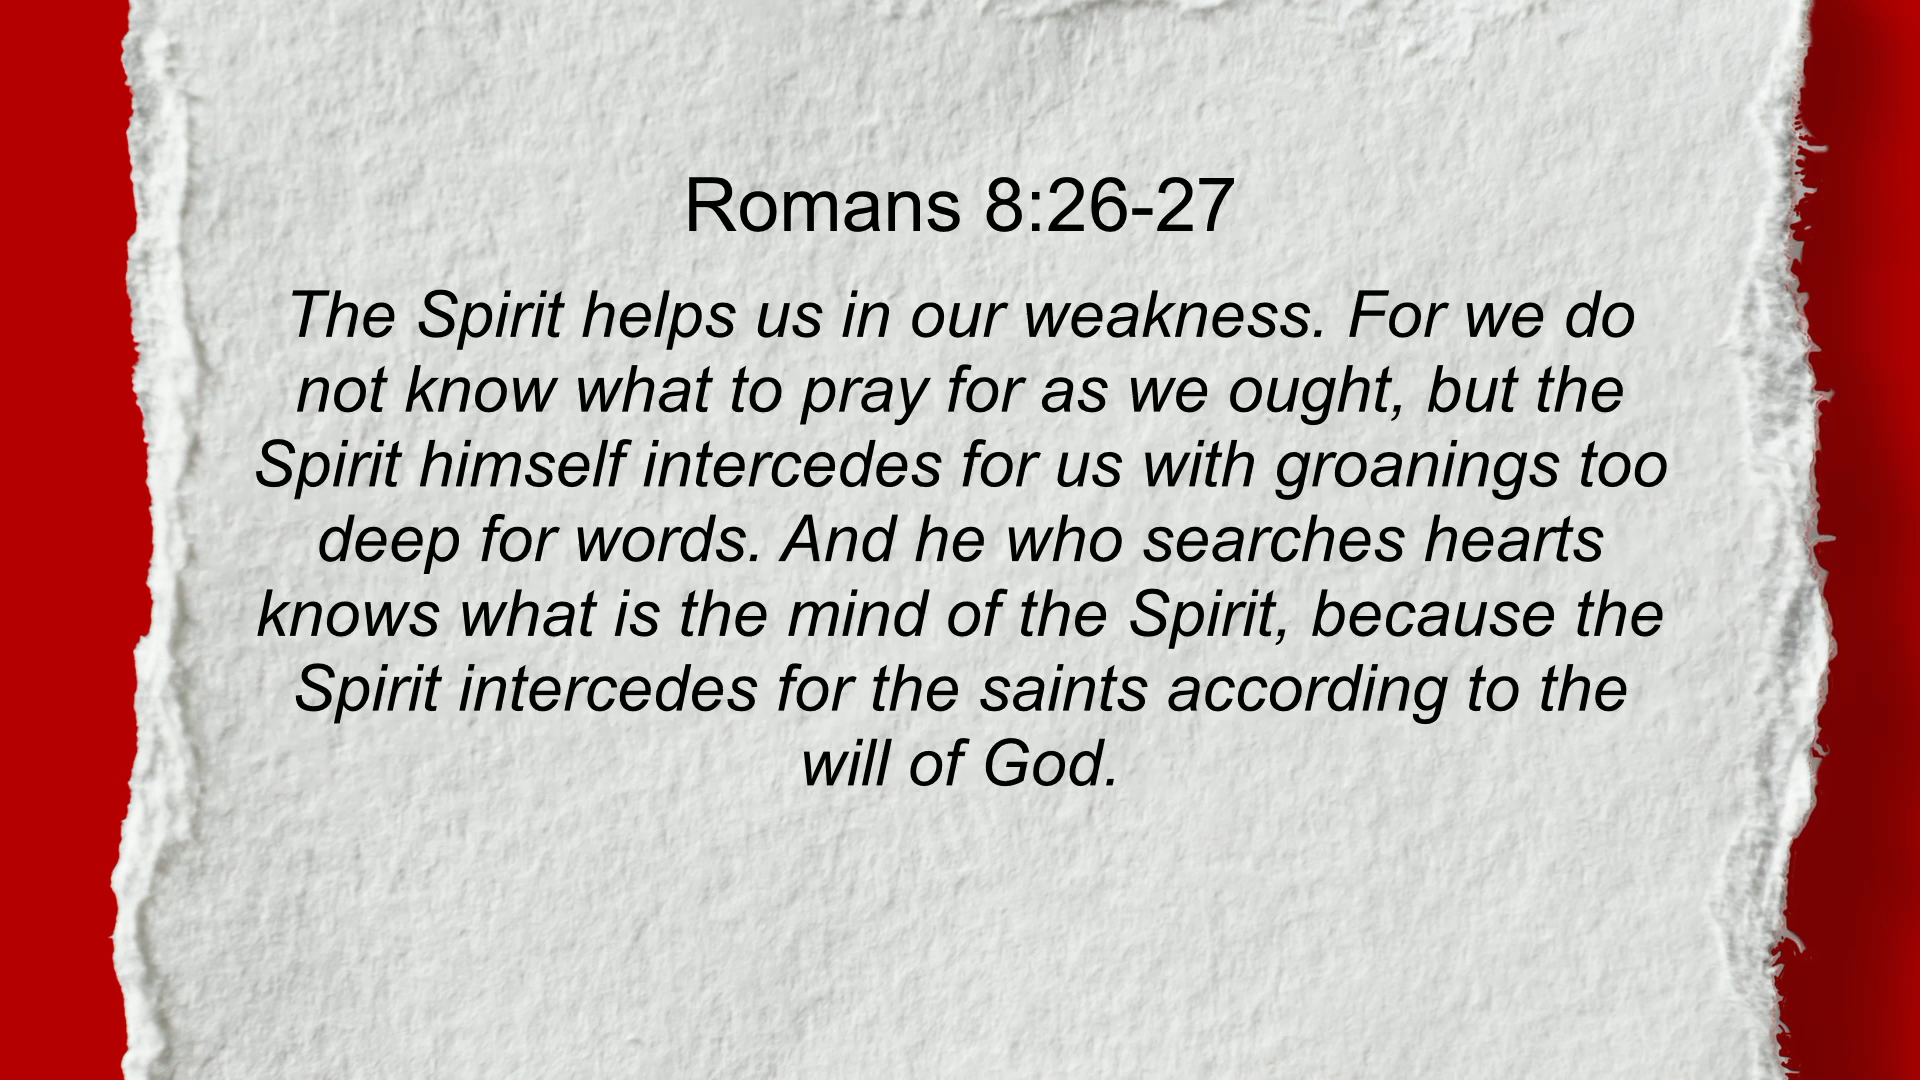 Romans 8:26-27
The Spirit helps us in our weakness. For we do
not know what to pray for as we ought, but the
Spirit himself intercedes for us with groanings too
deep for words. And he who searches hearts
knows what is the mind of the Spirit, because the
Spirit intercedes for the saints according to the
will of God.